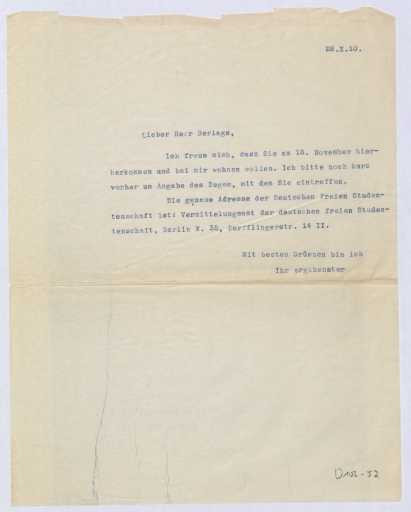 28.X.10.
Lieber Herr Berlage,
Ich freue mich, dass Sie am 18. November hier-
herkommen und bei mir wohnen wollen. Ich bitte noch kurz
vorher um Angabe des Zuges, mit dem Sie eintreffen.
Die genaue Adresse der Deutschen Freien Studen-
tenschaft ist: Vermittelungsamt der deutschen freien Studen-
tenschaft, Berlin W. 35, Derfflingerstr. 14 II.
Mit besten Grüssen bin ich
Ihr ergebenster